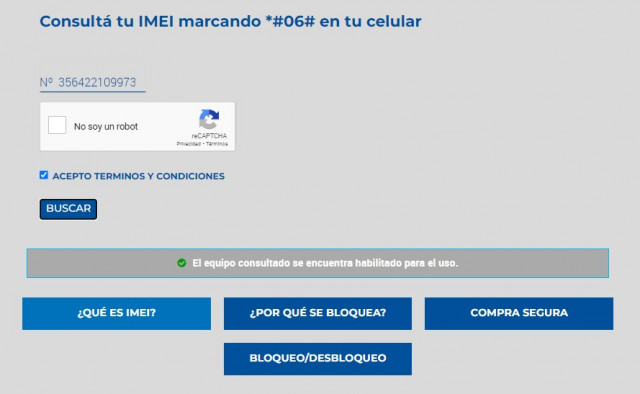 Consultá tu IMEI marcando *#06# en tu celular
Nº 356422109973
No soy un robot
reCAPTCHA
Privacidad - Términos
ACEPTO TERMINOS Y CONDICIONES
BUSCAR
El equipo consultado se encuentra habilitado para el uso.
¿QUÉ ES IMEI? ¿POR QUÉ SE BLOQUEA? COMPRA SEGURA
BLOQUEO/DESBLOQUEO